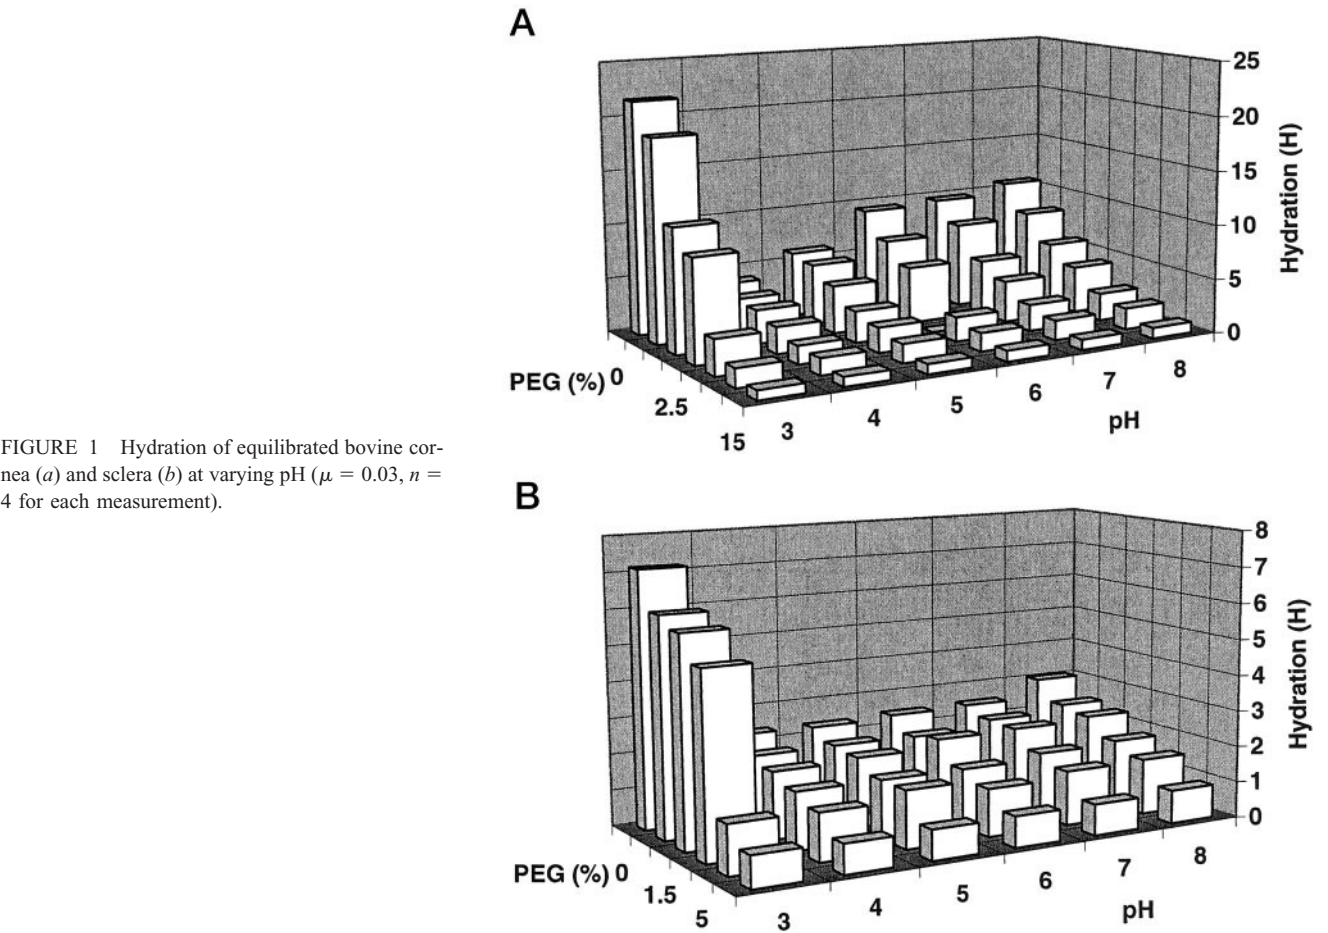 A
25
20
15
10
5
0
Hydration (H)
PEG (%) 0
2.5
15
3
4
5
6
7
8
pH
FIGURE 1 Hydration of equilibrated bovine cor-
nea (a) and sclera (b) at varying pH (μ = 0.03, n =
4 for each measurement).
B
8
7
6
5
4
3
2
1
0
Hydration (H)
PEG (%) 0
1.5
5
3
4
5
6
7
8
pH